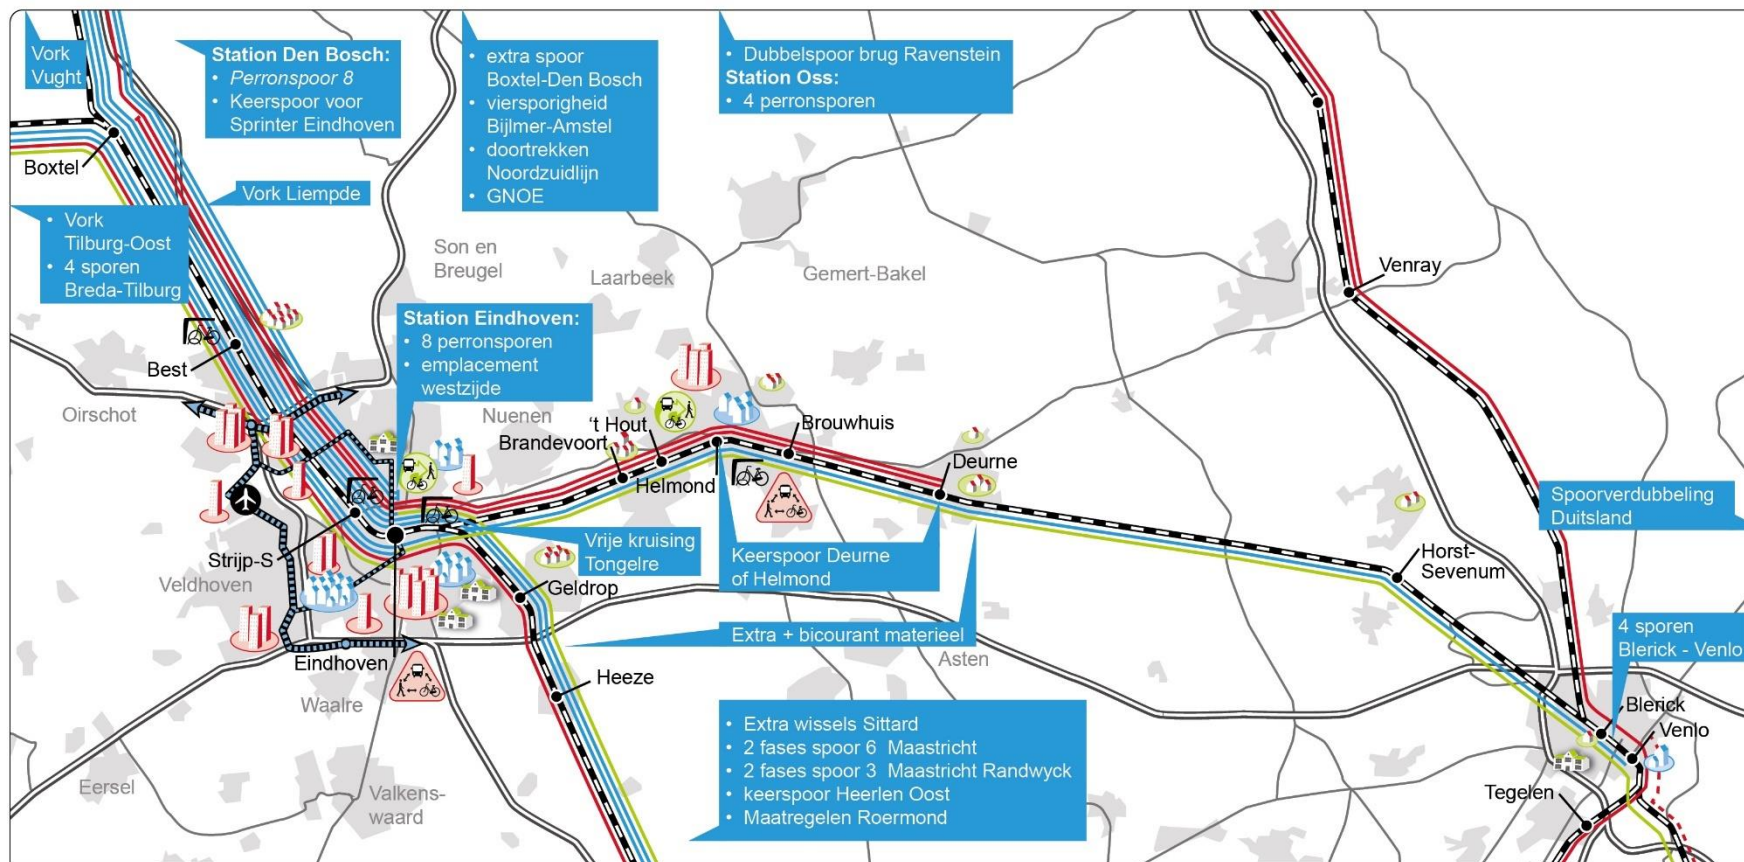 Vork
Vught
Station Den Bosch:
• Perronspoor 8
• Keerspoor voor
Sprinter Eindhoven
• extra spoor
Boxtel-Den Bosch
• viersporigheid
Bijlmer-Amstel
• doortrekken
Noordzuidlijn
• GNOE
• Dubbelspoor brug Ravenstein
Station Oss:
• 4 perronsporen
Boxtel
Vork Liempde
• Vork
Tilburg-Oost
• 4 sporen
Breda-Tilburg
Son en
Breugel
Laarbeek
Gemert-Bakel
Venray
Station Eindhoven:
• 8 perronsporen
• emplacement
westzijde
Best
Oirschot
Nuenen
't Hout
Brandevoort
Brouwhuis
Helmond
Deurne
Spoorverdubbeling
Duitsland
Vrije kruising
Tongelre
Keerspoor Deurne
of Helmond
Horst-
Sevenum
Strijp-S
Veldhoven
Geldrop
Extra + bicourant materieel
4 sporen
Blerick - Venlo
Eindhoven
Asten
Heeze
Waalre
Blerick
Venlo
• Extra wissels Sittard
• 2 fases spoor 6 Maastricht
• 2 fases spoor 3 Maastricht Randwyck
• keerspoor Heerlen Oost
• Maatregelen Roermond
Eersel
Valkens-
waard
Tegelen